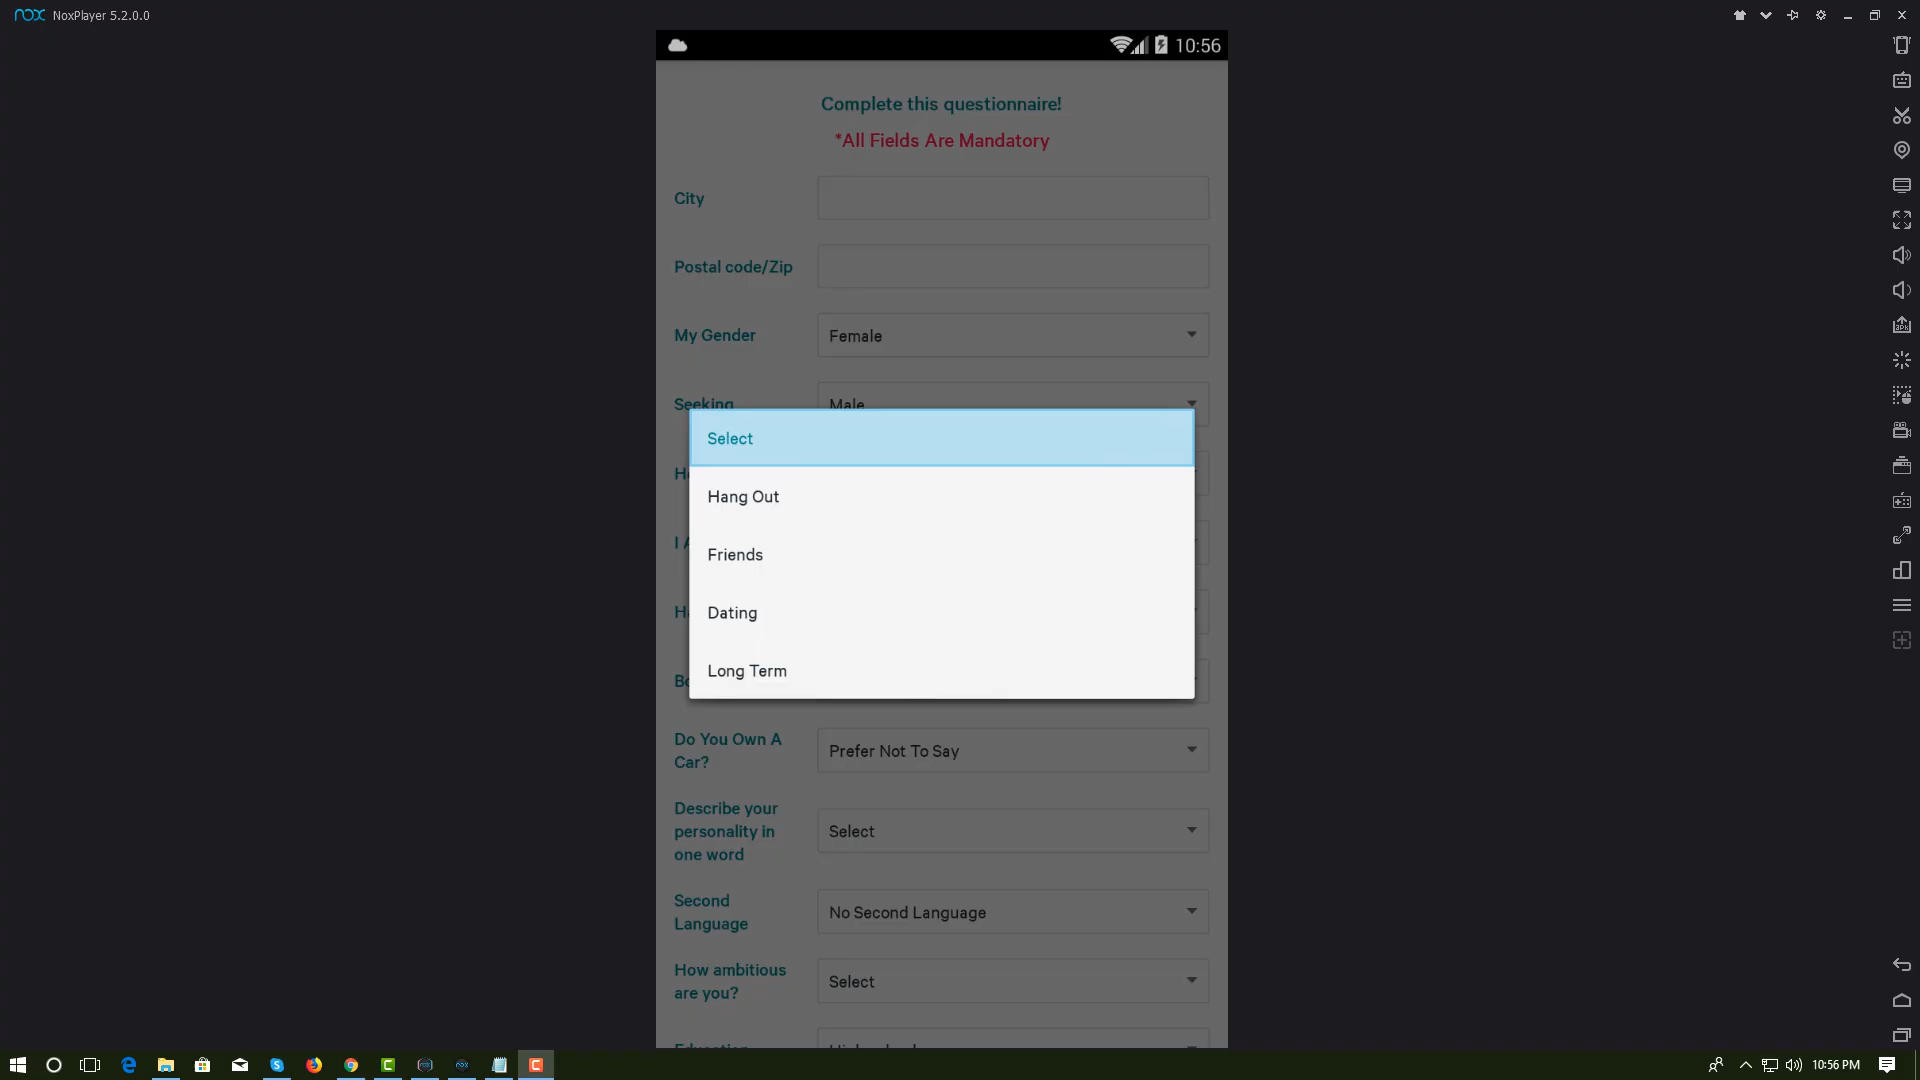 nox NoxPlayer 5.2.0.0
10:56
Complete this questionnaire!
*All Fields Are Mandatory
City
Postal code/Zip
My Gender
Female
Seeking
Male
Select
Hang Out
Friends
Dating
Long Term
Do You Own A
Car?
Prefer Not To Say
Describe your
personality in
one word
Select
Second
Language
No Second Language
How ambitious
are you?
Select
10:56 PM